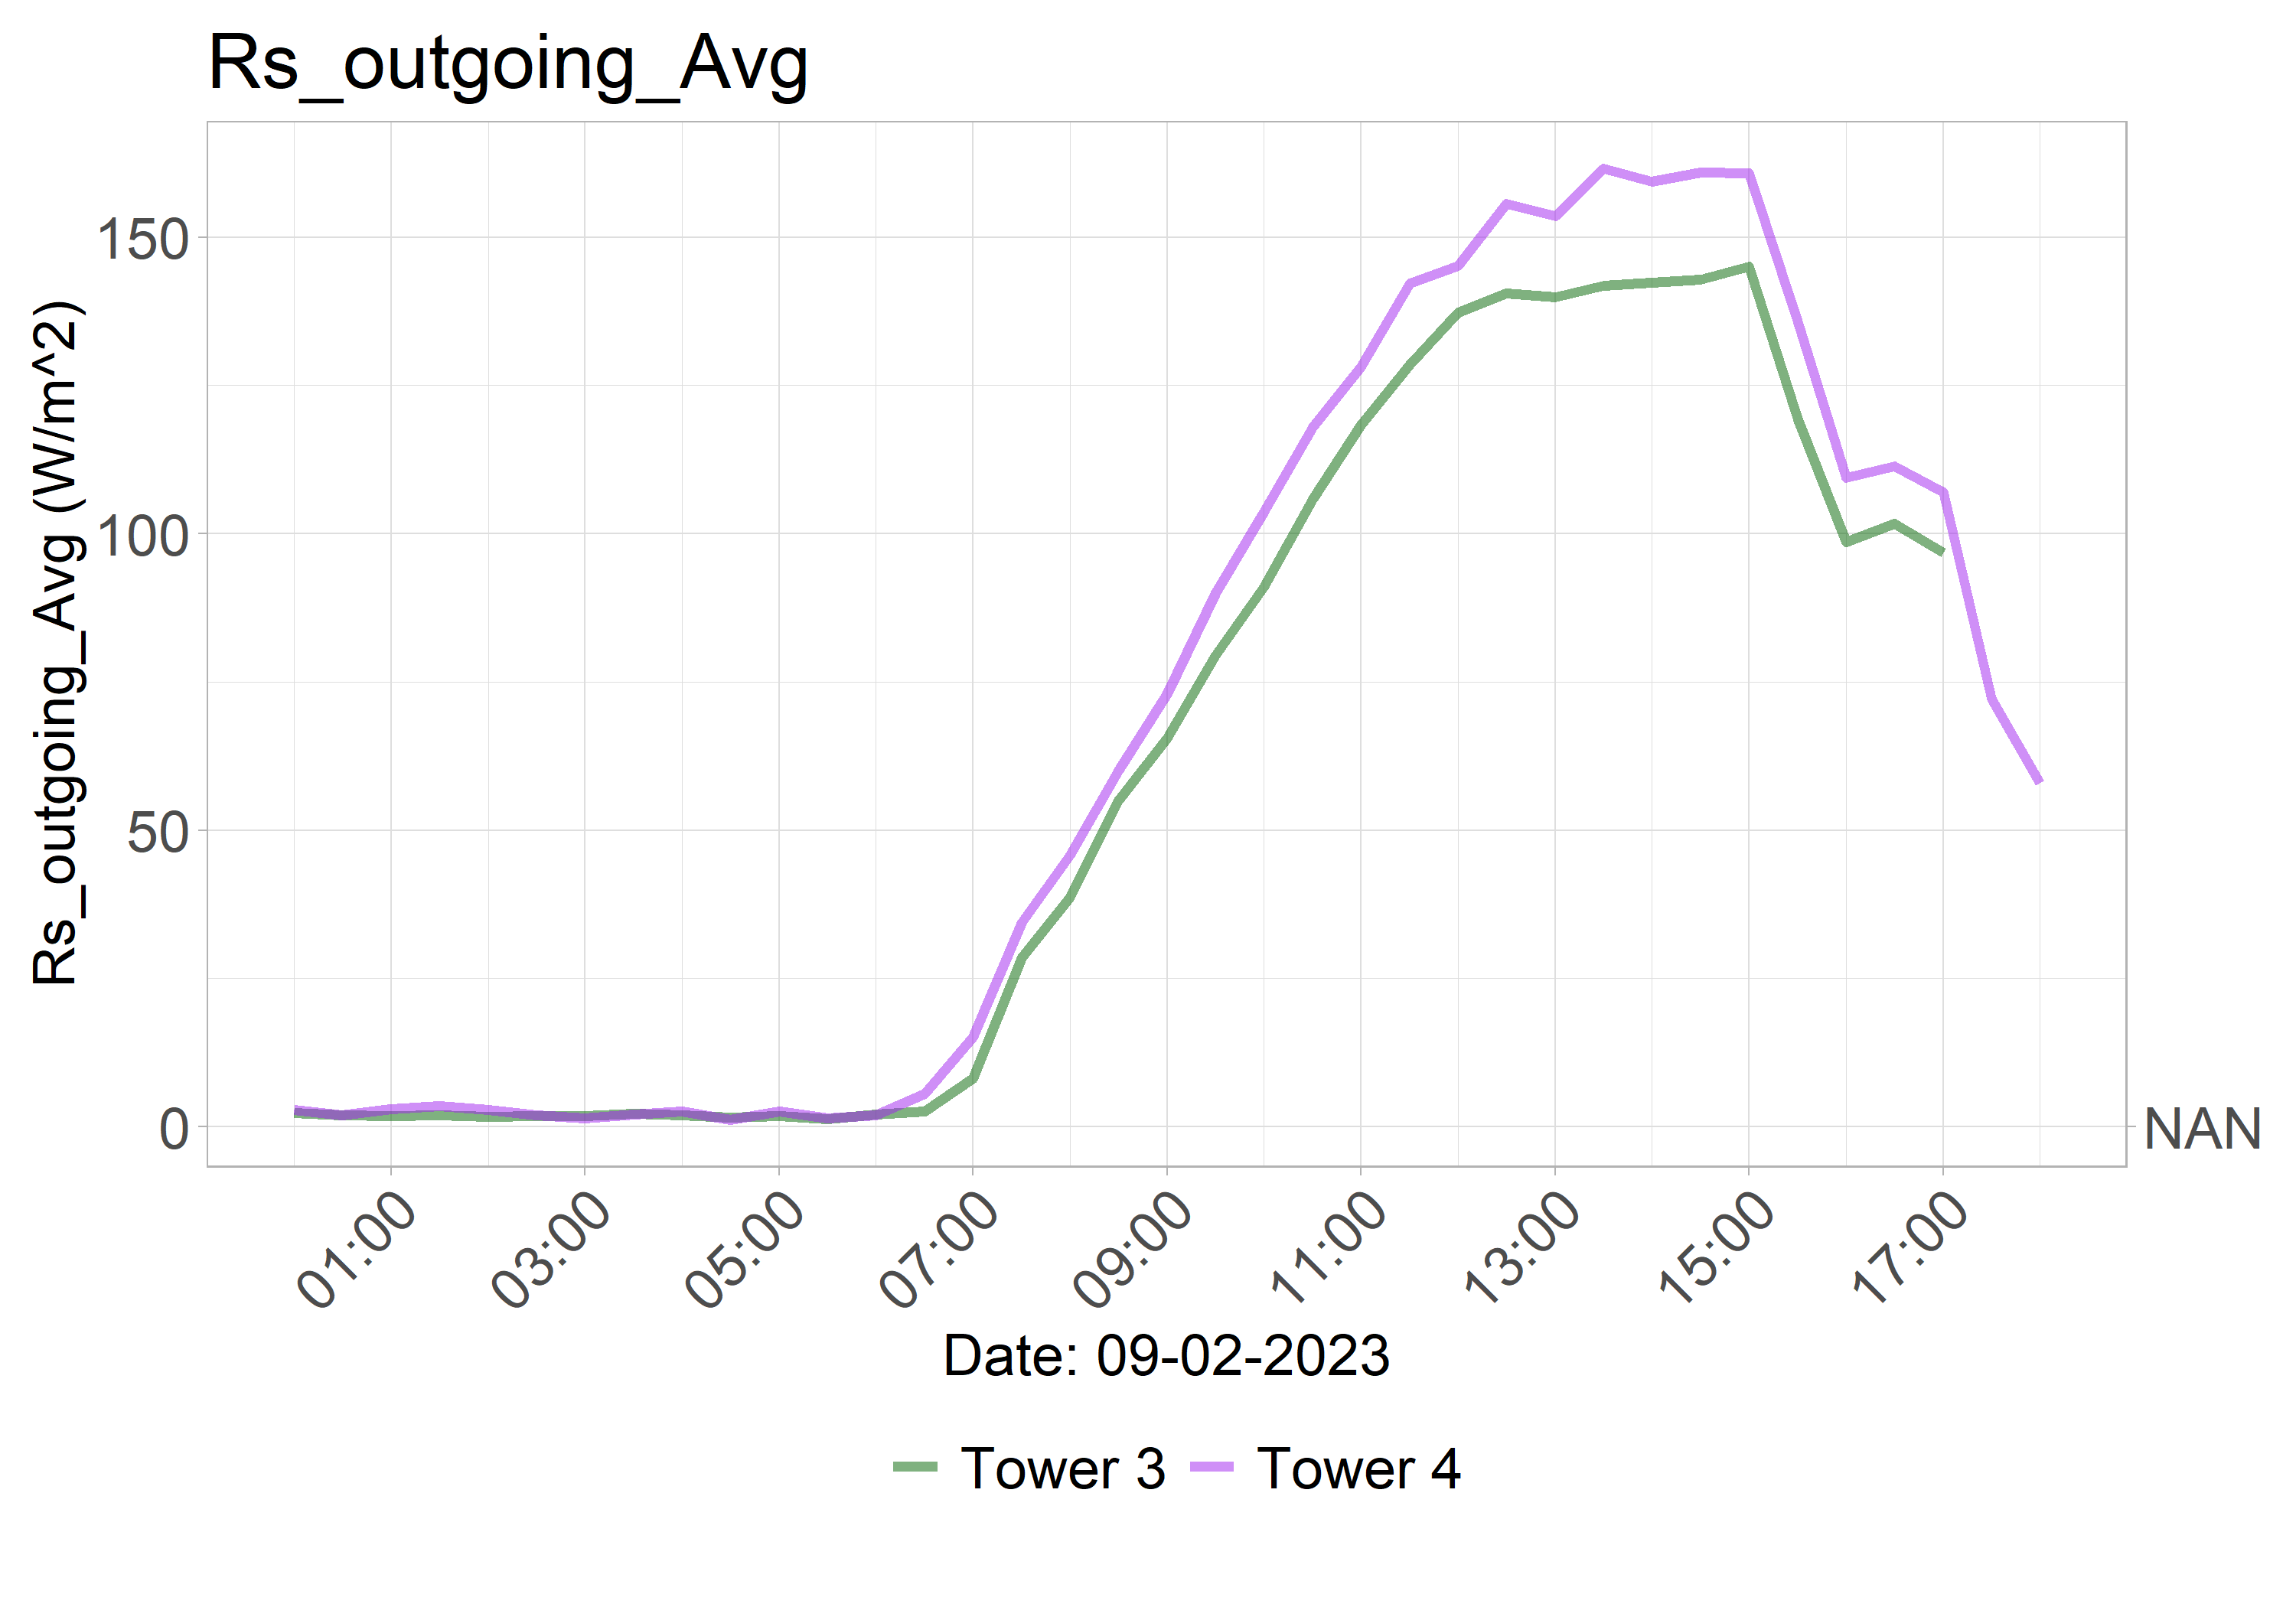 Rs_outgoing_Avg
Rs_outgoing_Avg (W/m^2)
150
100
50
0
NAN
01:00
03:00
05:00
07:00
09:00
11:00
13:00
15:00
17:00
Date: 09-02-2023
Tower 3
Tower 4